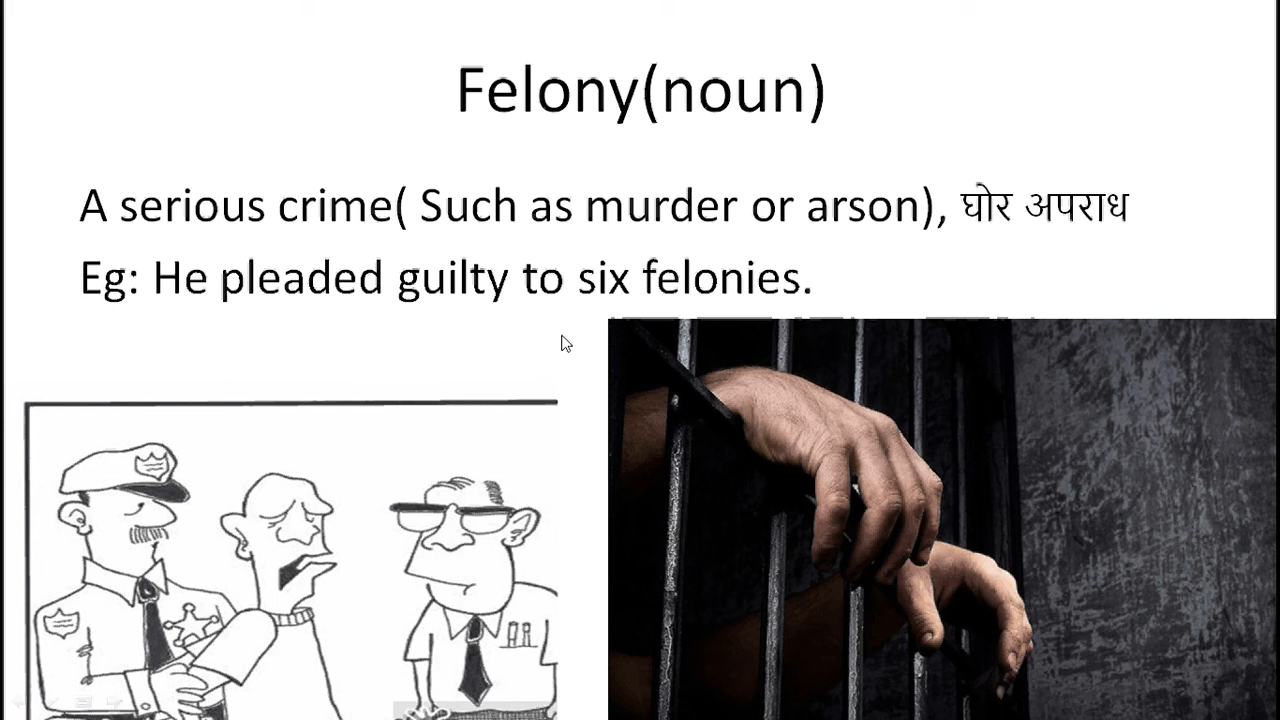 Felony(noun)
A serious crime( Such as murder or arson), घोर अपराध
Eg: He pleaded guilty to six felonies.